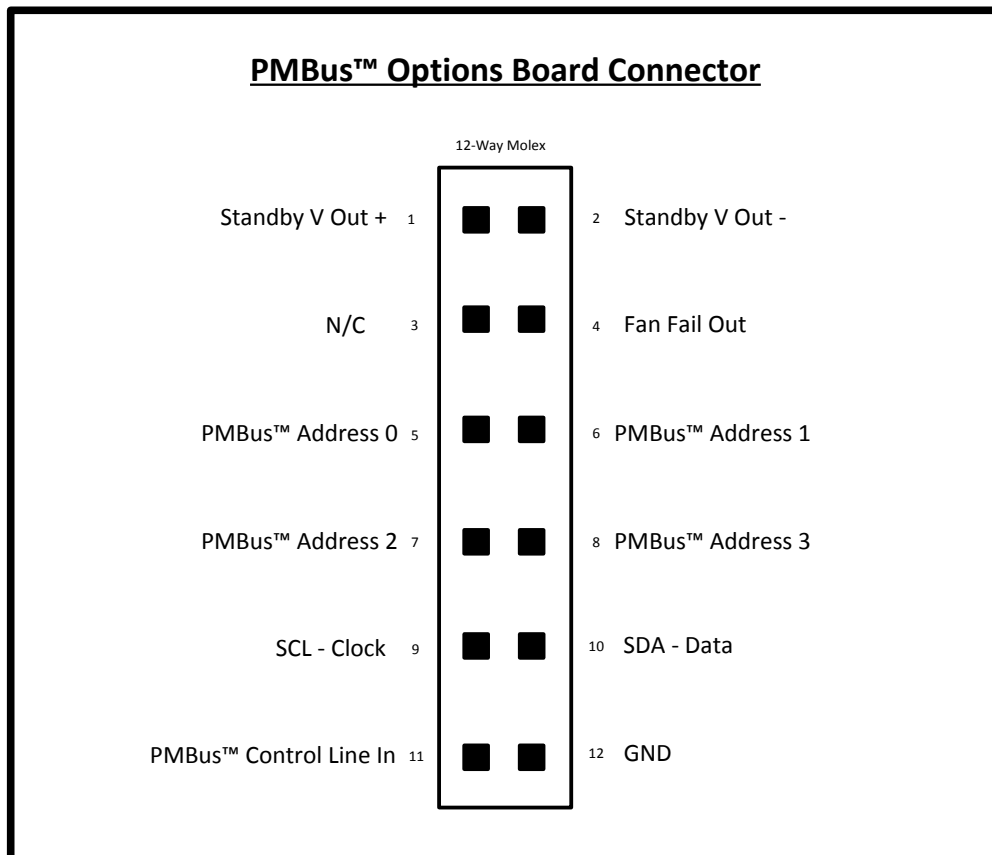 PMBus™ Options Board Connector
12-Way Molex
Standby V Out + 1 2 Standby V Out -
N/C 3 4 Fan Fail Out
PMBus™ Address 0 5 6 PMBus™ Address 1
PMBus™ Address 2 7 8 PMBus™ Address 3
SCL - Clock 9 10 SDA - Data
PMBus™ Control Line In 11 12 GND